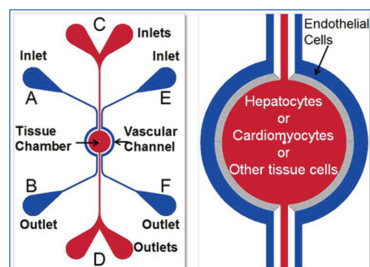 C
Inlets
Inlet
Inlet
A
E
Tissue
Chamber
Vascular
Channel
B
F
Outlet
Outlet
Outlets
D
Endothelial
Cells
Hepatocytes
or
Cardiomyocytes
or
Other tissue cells